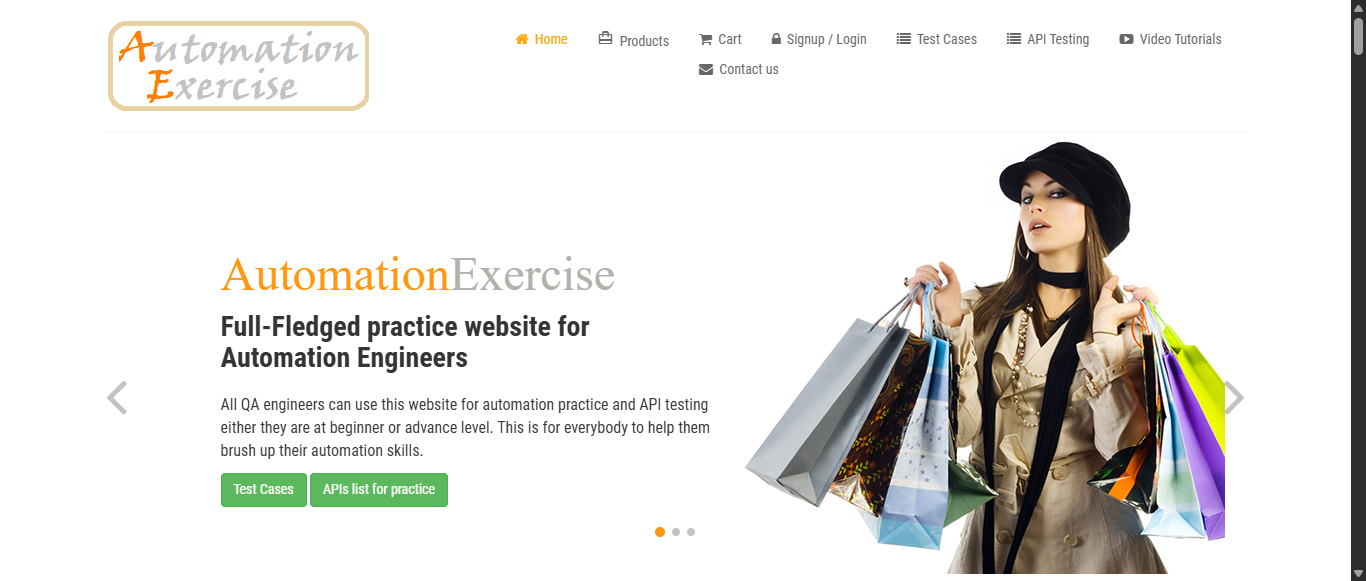 Automation
Exercise
Home Products Cart Signup / Login Test Cases API Testing Video Tutorials
Contact us
AutomationExercise
Full-Fledged practice website for
Automation Engineers
All QA engineers can use this website for automation practice and API testing
either they are at beginner or advance level. This is for everybody to help them
brush up their automation skills.
Test Cases APIs list for practice